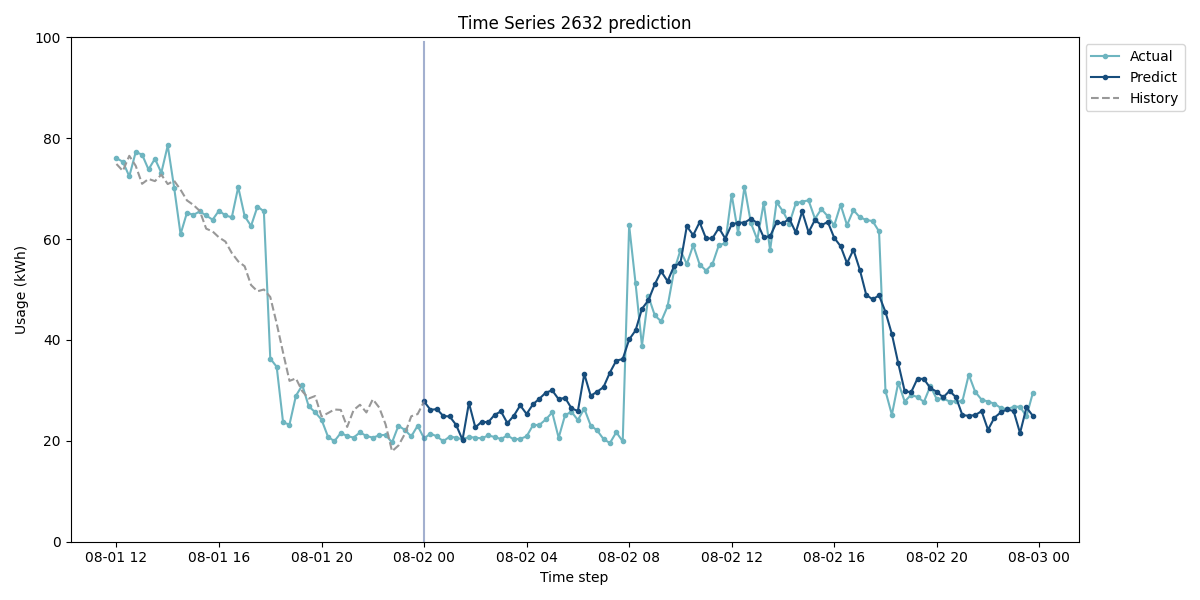 Time Series 2632 prediction
100
80
60
40
20
0
Usage (kWh)
08-01 12
08-01 16
08-01 20
08-02 00
08-02 04
08-02 08
08-02 12
08-02 16
08-02 20
08-03 00
Time step
Actual
Predict
History